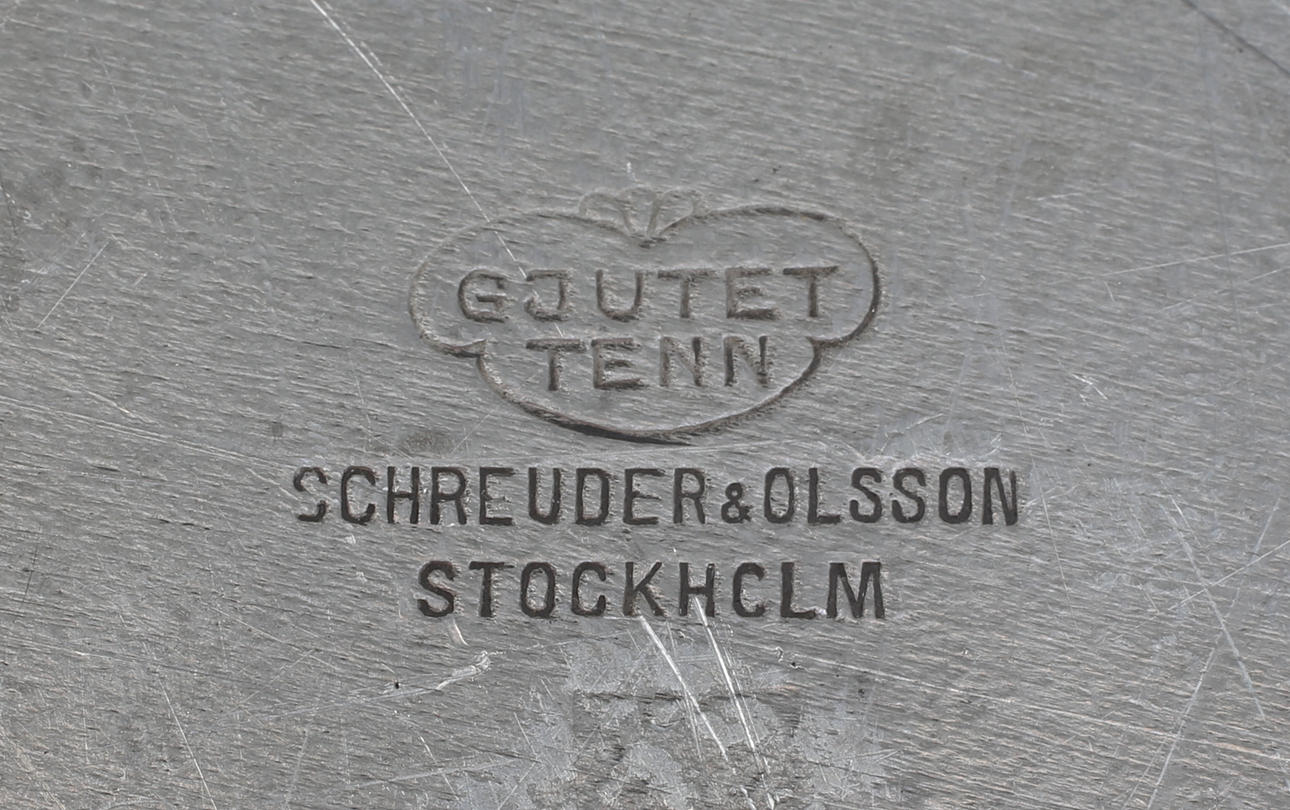 GJUTET
TENN
SCHREUDER & OLSSON
STOCKHCLM